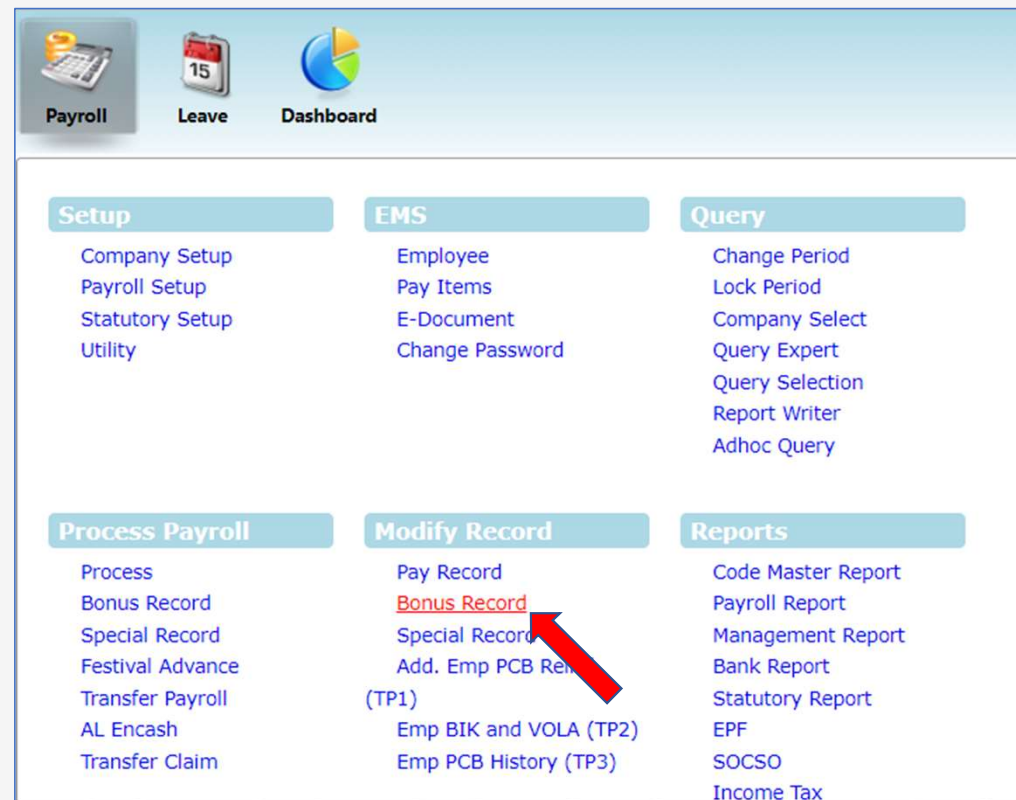 15
Payroll
Leave
Dashboard
Setup
Company Setup
Payroll Setup
Statutory Setup
Utility
EMS
Employee
Pay Items
E-Document
Change Password
Query
Change Period
Lock Period
Company Select
Query Expert
Query Selection
Report Writer
Adhoc Query
Process Payroll
Process
Bonus Record
Special Record
Festival Advance
Transfer Payroll
AL Encash
Transfer Claim
Modify Record
Pay Record
Bonus Record
Special Record
Add. Emp PCB
(TP1)
Emp BIK and VOLA (TP2)
Emp PCB History (TP3)
Reports
Code Master Report
Payroll Report
Management Report
Bank Report
Statutory Report
EPF
SOCSO
Income Tax